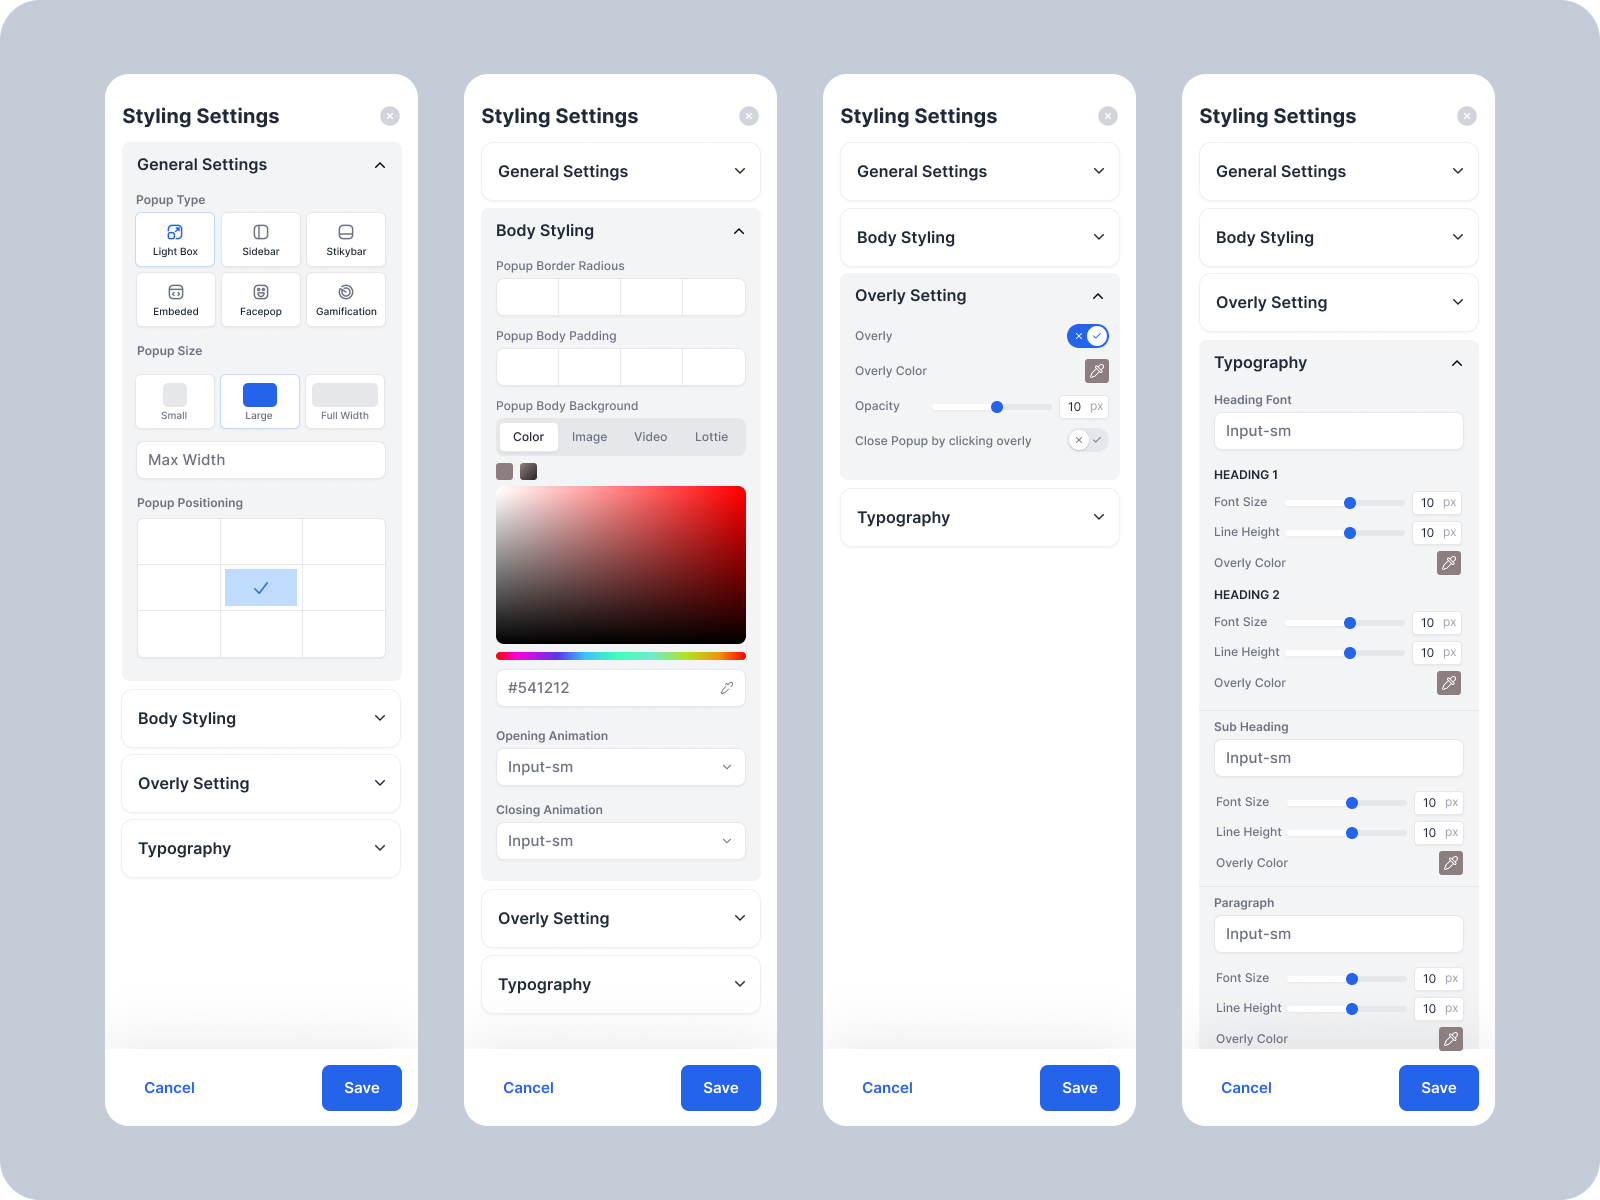 Styling Settings
General Settings
Popup Type
Light Box
Sidebar
Stikybar
Embeded
Facepop
Gamification
Popup Size
Small
Large
Full Width
Max Width
Popup Positioning
Body Styling
Overly Setting
Typography
Cancel
Save
Styling Settings
General Settings
Body Styling
Popup Border Radious
Popup Body Padding
Popup Body Background
Color
Image
Video
Lottie
#541212
Opening Animation
Input-sm
Closing Animation
Input-sm
Overly Setting
Typography
Cancel
Save
Styling Settings
General Settings
Body Styling
Overly Setting
Overly
Overly Color
Opacity 10 px
Close Popup by clicking overly
Typography
Cancel
Save
Styling Settings
General Settings
Body Styling
Overly Setting
Typography
Heading Font
Input-sm
HEADING 1
Font Size 10 px
Line Height 10 px
Overly Color
HEADING 2
Font Size 10 px
Line Height 10 px
Overly Color
Sub Heading
Input-sm
Font Size 10 px
Line Height 10 px
Overly Color
Paragraph
Input-sm
Font Size 10 px
Line Height 10 px
Overly Color
Cancel
Save